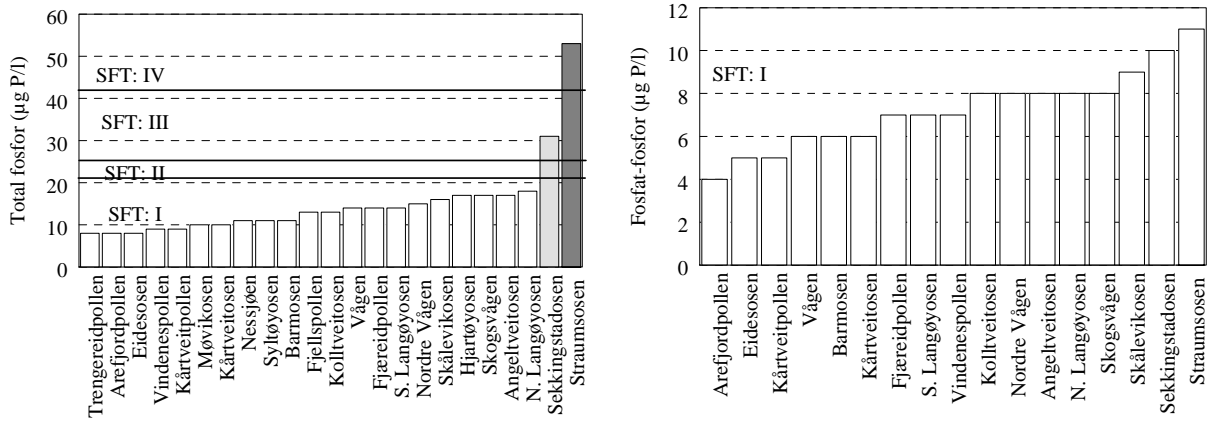 Total fosfor (µg P/l)
60
50
40
30
20
10
0
SFT: IV
SFT: III
SFT: II
SFT: I
Trengereidpollen
Arefjordpollen
Eidesosen
Vindenespollen
Kårtveitpollen
Møvikosen
Kårtveitosen
Nessjøen
Syltøyosen
Barmosen
Fjellspollen
Kolltveitosen
Vågen
Fjæreidpollen
S. Langøyosen
Nordre Vågen
Skålevikosen
Hjartøyosen
Skogsvågen
Angeltveitosen
N. Langøyosen
Sekkingstadosen
Straumsosen
Fosfat-fosfor (µg P/l)
12
10
8
6
4
2
0
SFT: I
Arefjordpollen
Eidesosen
Kårtveitpollen
Vågen
Barmosen
Kårtveitosen
Fjæreidpollen
S. Langøyosen
Vindenespollen
Kolltveitosen
Nordre Vågen
Angeltveitosen
N. Langøyosen
Skogsvågen
Skålevikosen
Sekkingstadosen
Straumsosen